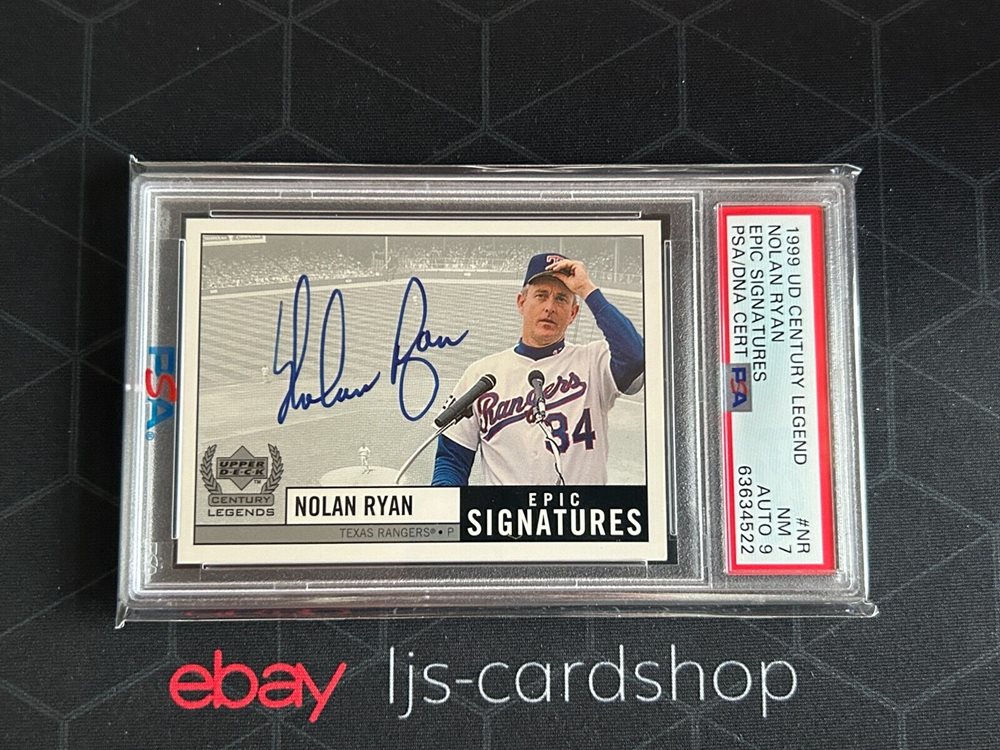 Nolan Ryan
Rangers
34
UPPER
DECK™
CENTURY
LEGENDS
NOLAN RYAN
TEXAS RANGERS® • P
EPIC
SIGNATURES
PSA®
1999 UD CENTURY LEGEND #NR
NOLAN RYAN NM 7
EPIC SIGNATURES AUTO 9
PSA/DNA CERT PSA 63634522
ebay ljs-cardshop